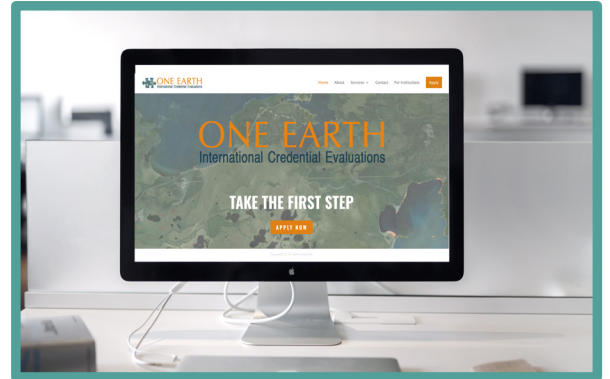 ONE EARTH
International Credential Evaluations
Home About Services Contact For Institutions Apply
ONE EARTH
International Credential Evaluations
TAKE THE FIRST STEP
APPLY NOW